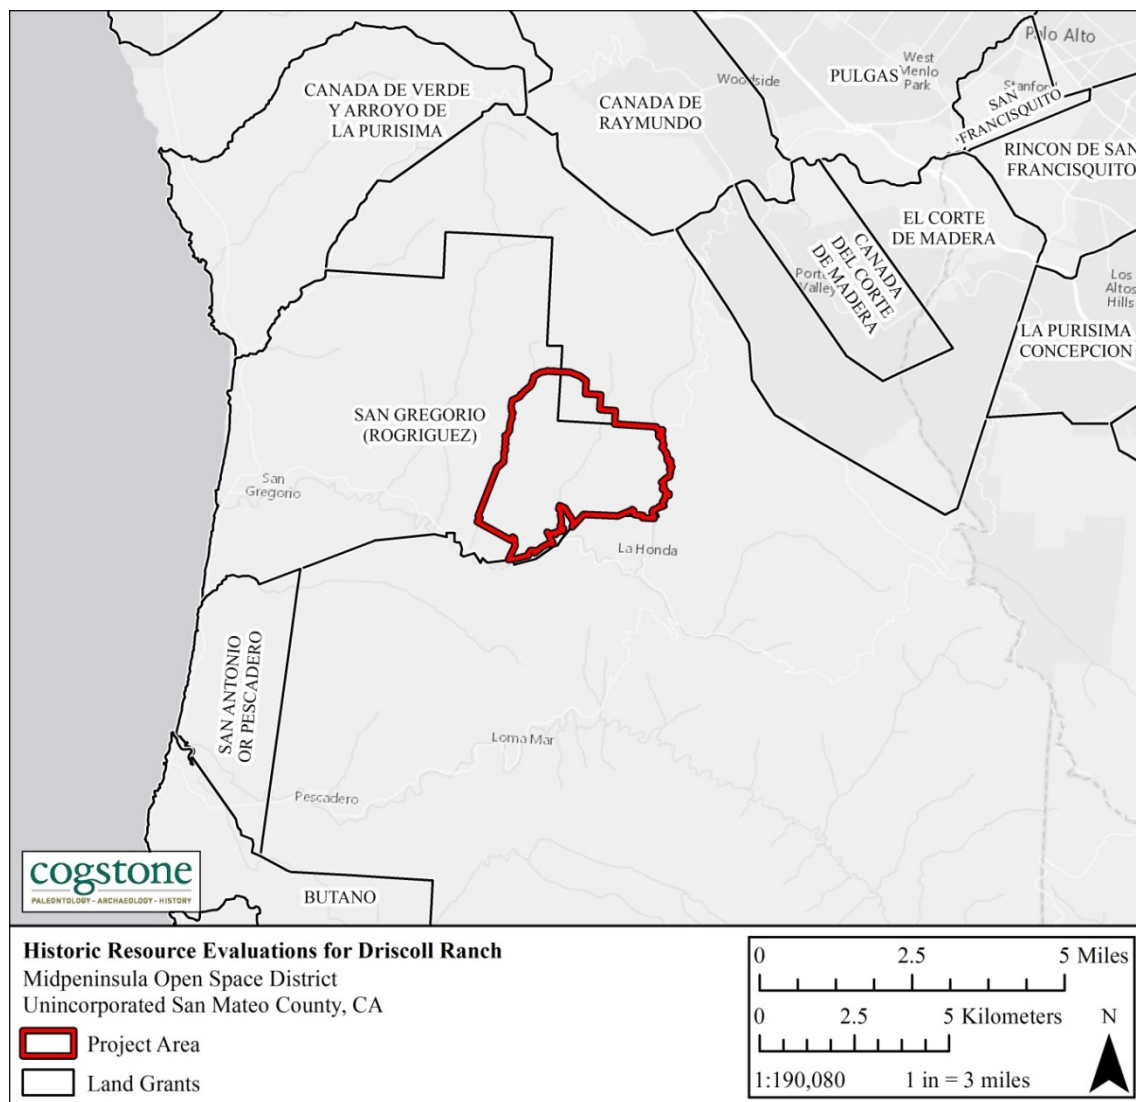 Palo Alto
West
Menlo
Park
Woodside
PULGAS
Stanford
SAN
FRANCISQUITO
CANADA DE VERDE
Y ARROYO DE
LA PURISIMA
CANADA DE
RAYMUNDO
RINCON DE SAN
FRANCISQUITO
EL CORTE
DE MADERA
CANADA
DEL CORTE
DE MADERA
Valley
Los
Altos
Hills
LA PURISIMA
CONCEPCION
SAN GREGORIO
(ROGRIGUEZ)
San
Gregorio
La Honda
SAN ANTONIO
OR PESCADERO
Loma Mar
Pescadero
BUTANO
cogstone
PALEONTOLOGY - ARCHAEOLOGY - HISTORY
Historic Resource Evaluations for Driscoll Ranch
Midpeninsula Open Space District
Unincorporated San Mateo County, CA
Project Area
Land Grants
0 2.5 5 Miles
0 2.5 5 Kilometers
N
1:190,080 1 in = 3 miles